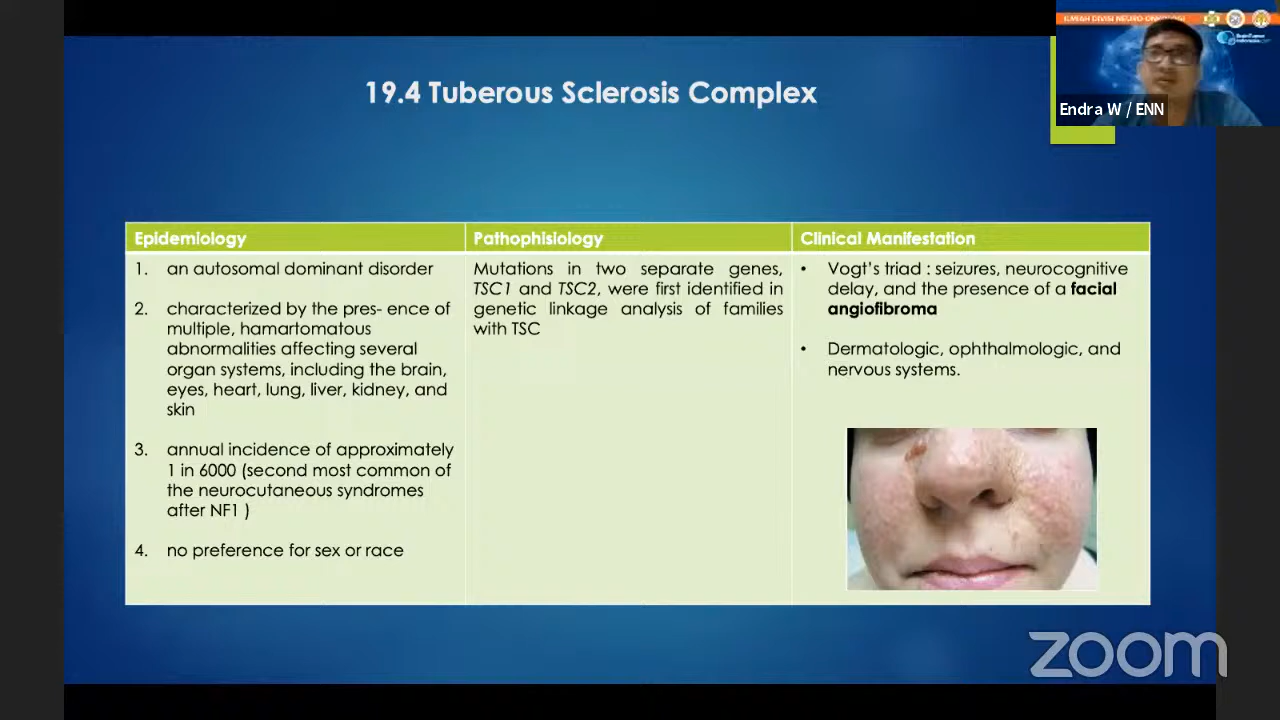 ILMIAH DIVISI NEURO ONKOLOGI
Endra W / ENN
19.4 Tuberous Sclerosis Complex
Epidemiology
1. an autosomal dominant disorder
2. characterized by the pres- ence of
multiple, hamartomatous
abnormalities affecting several
organ systems, including the brain,
eyes, heart, lung, liver, kidney, and
skin
3. annual incidence of approximately
1 in 6000 (second most common of
the neurocutaneous syndromes
after NF1 )
4. no preference for sex or race
Pathophisiology
Mutations in two separate genes,
TSC1 and TSC2, were first identified in
genetic linkage analysis of families
with TSC
Clinical Manifestation
• Vogt's triad : seizures, neurocognitive
delay, and the presence of a facial
angiofibroma
• Dermatologic, ophthalmologic, and
nervous systems.
zoom